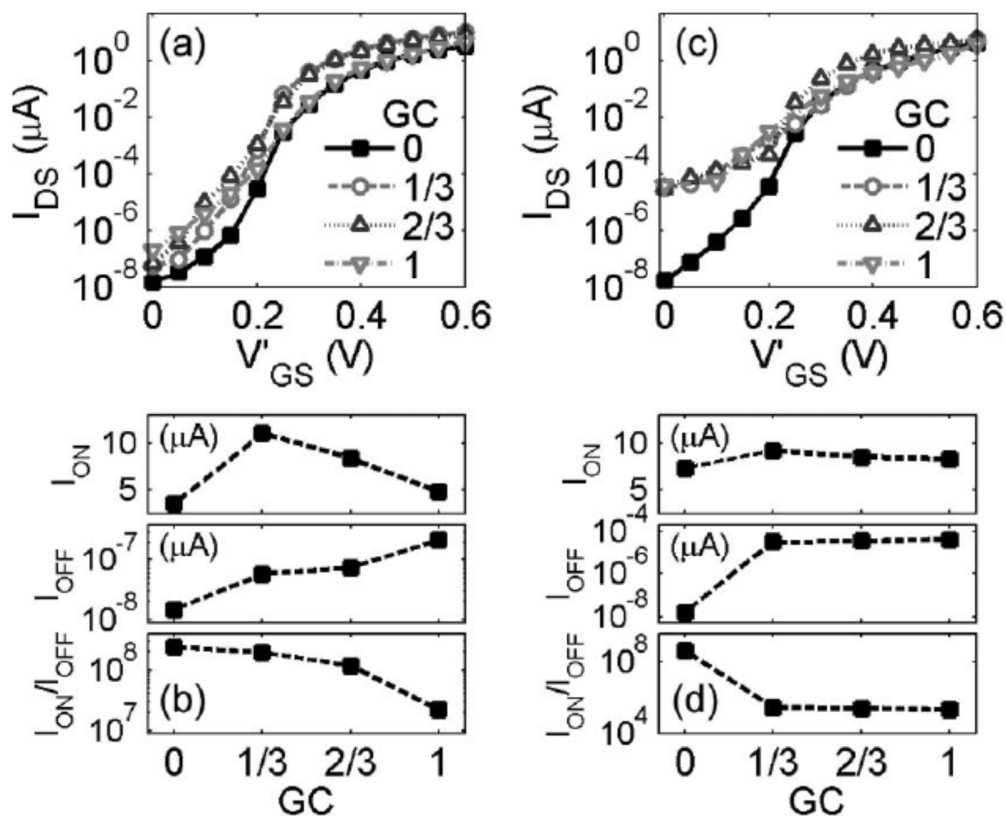 (a)
I_DS (μA)
10^0
10^-2
10^-4
10^-6
10^-8
GC
0
1/3
2/3
1
0 0.2 0.4 0.6
V'_GS (V)
(c)
I_DS (μA)
10^0
10^-2
10^-4
10^-6
10^-8
GC
0
1/3
2/3
1
0 0.2 0.4 0.6
V'_GS (V)
I_ON
10
5
(μA)
I_OFF
10^-7
10^-8
(μA)
I_ON/I_OFF
10^8
10^7
(b)
0 1/3 2/3 1
GC
I_ON
10
5
(μA)
I_OFF
10^-4
10^-6
10^-8
(μA)
I_ON/I_OFF
10^8
10^4
(d)
0 1/3 2/3 1
GC